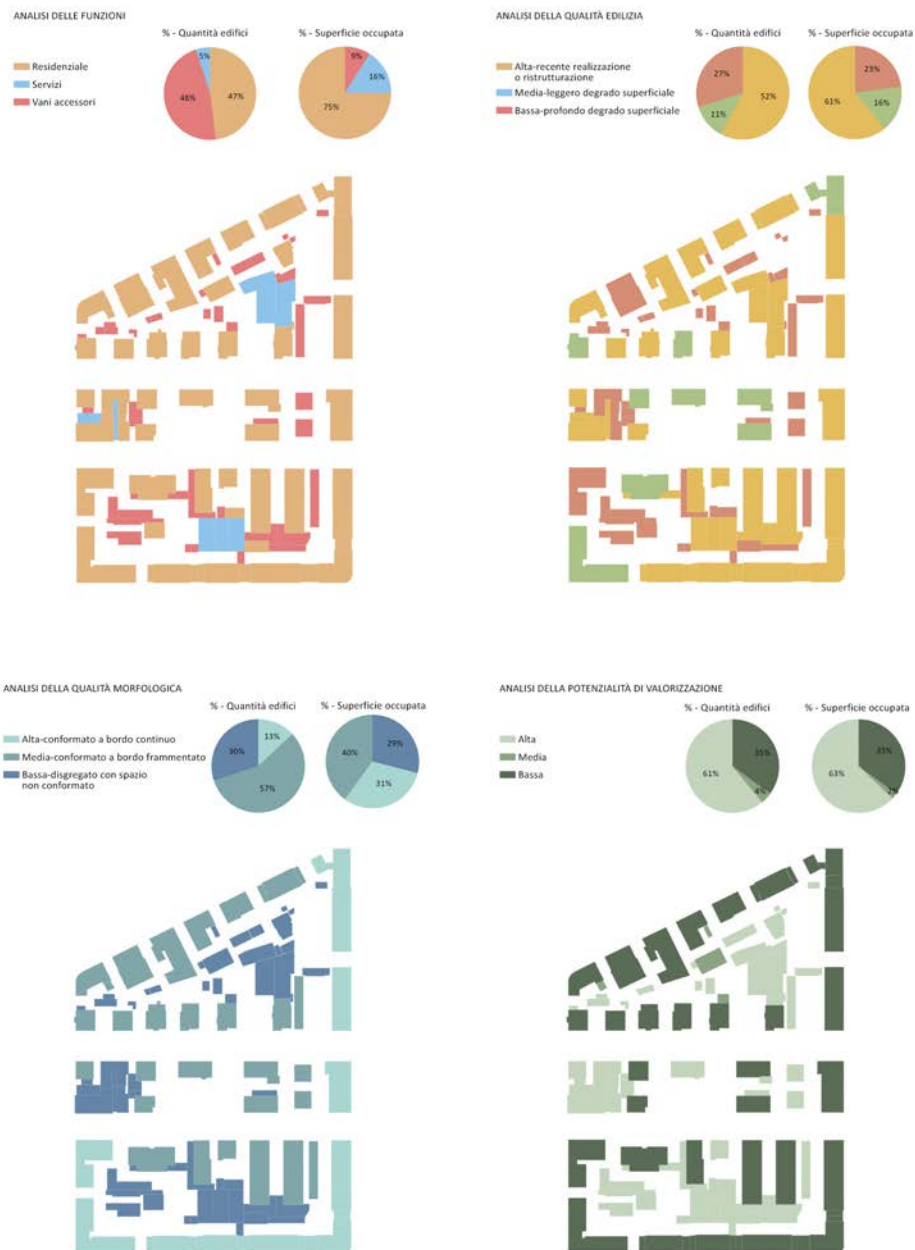 ANALISI DELLE FUNZIONI
% - Quantità edifici
% - Superficie occupata
Residenziale
Servizi
Vani accessori
5%
48%
47%
9%
16%
75%
ANALISI DELLA QUALITÀ EDILIZIA
% - Quantità edifici
% - Superficie occupata
Alta-recente realizzazione
o ristrutturazione
Media-leggero degrado superficiale
Bassa-profondo degrado superficiale
27%
52%
11%
23%
61%
16%
ANALISI DELLA QUALITÀ MORFOLOGICA
% - Quantità edifici
% - Superficie occupata
Alta-conformato a bordo continuo
Media-conformato a bordo frammentato
Bassa-disgregato con spazio
non conformato
13%
30%
57%
29%
40%
31%
ANALISI DELLA POTENZIALITÀ DI VALORIZZAZIONE
% - Quantità edifici
% - Superficie occupata
Alta
Media
Bassa
35%
61%
4%
35%
63%
2%